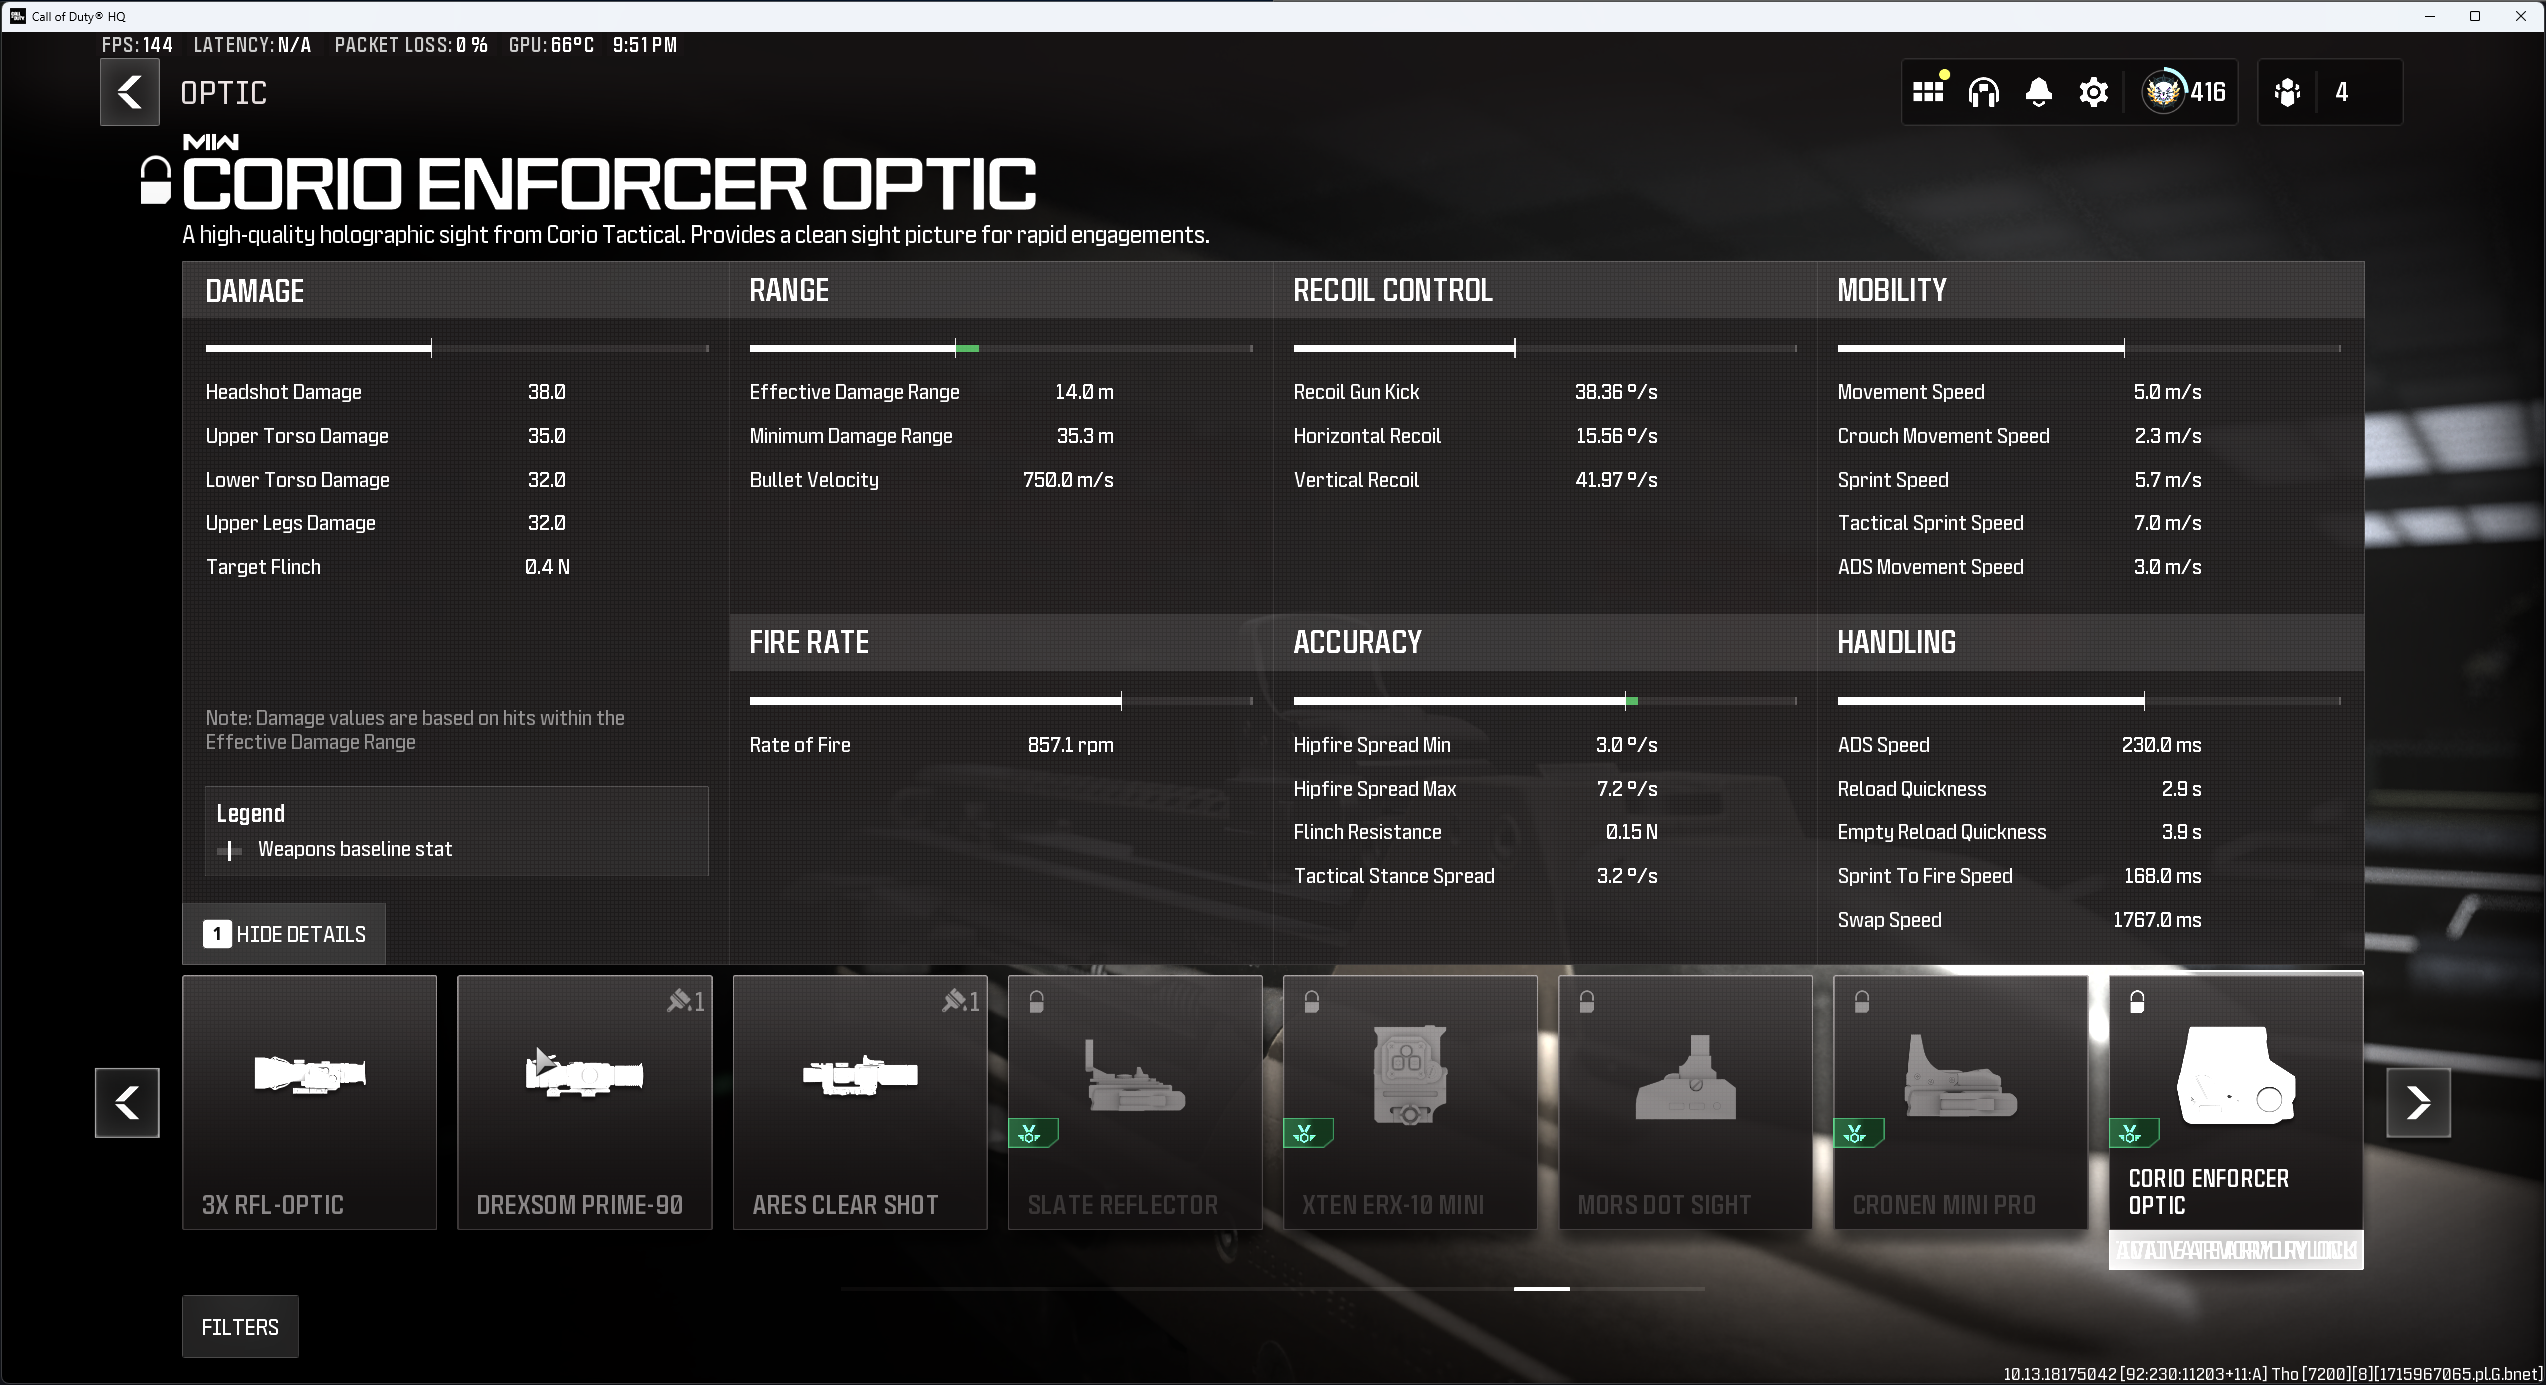 Call of Duty® HQ
FPS: 144 LATENCY: N/A PACKET LOSS: 0 % GPU: 66ºC 9:51 PM
OPTIC
416
4
MW
CORIO ENFORCER OPTIC
A high-quality holographic sight from Corio Tactical. Provides a clean sight picture for rapid engagements.
DAMAGE
Headshot Damage 38.0
Upper Torso Damage 35.0
Lower Torso Damage 32.0
Upper Legs Damage 32.0
Target Flinch 0.4 N
Note: Damage values are based on hits within the
Effective Damage Range
Legend
Weapons baseline stat
1 HIDE DETAILS
RANGE
Effective Damage Range 14.0 m
Minimum Damage Range 35.3 m
Bullet Velocity 750.0 m/s
FIRE RATE
Rate of Fire 857.1 rpm
RECOIL CONTROL
Recoil Gun Kick 38.36 º/s
Horizontal Recoil 15.56 º/s
Vertical Recoil 41.97 º/s
ACCURACY
Hipfire Spread Min 3.0 º/s
Hipfire Spread Max 7.2 º/s
Flinch Resistance 0.15 N
Tactical Stance Spread 3.2 º/s
MOBILITY
Movement Speed 5.0 m/s
Crouch Movement Speed 2.3 m/s
Sprint Speed 5.7 m/s
Tactical Sprint Speed 7.0 m/s
ADS Movement Speed 3.0 m/s
HANDLING
ADS Speed 230.0 ms
Reload Quickness 2.9 s
Empty Reload Quickness 3.9 s
Sprint To Fire Speed 168.0 ms
Swap Speed 1767.0 ms
3X RFL-OPTIC
1
DREXSOM PRIME-90
1
ARES CLEAR SHOT
SLATE REFLECTOR
XTEN ERX-10 MINI
MORS DOT SIGHT
CRONEN MINI PRO
CORIO ENFORCER
OPTIC
FILTERS
10.13.18175042 [92:230:11203+11:A] Tho [7200][8][1715967065.pl.G.bnet]